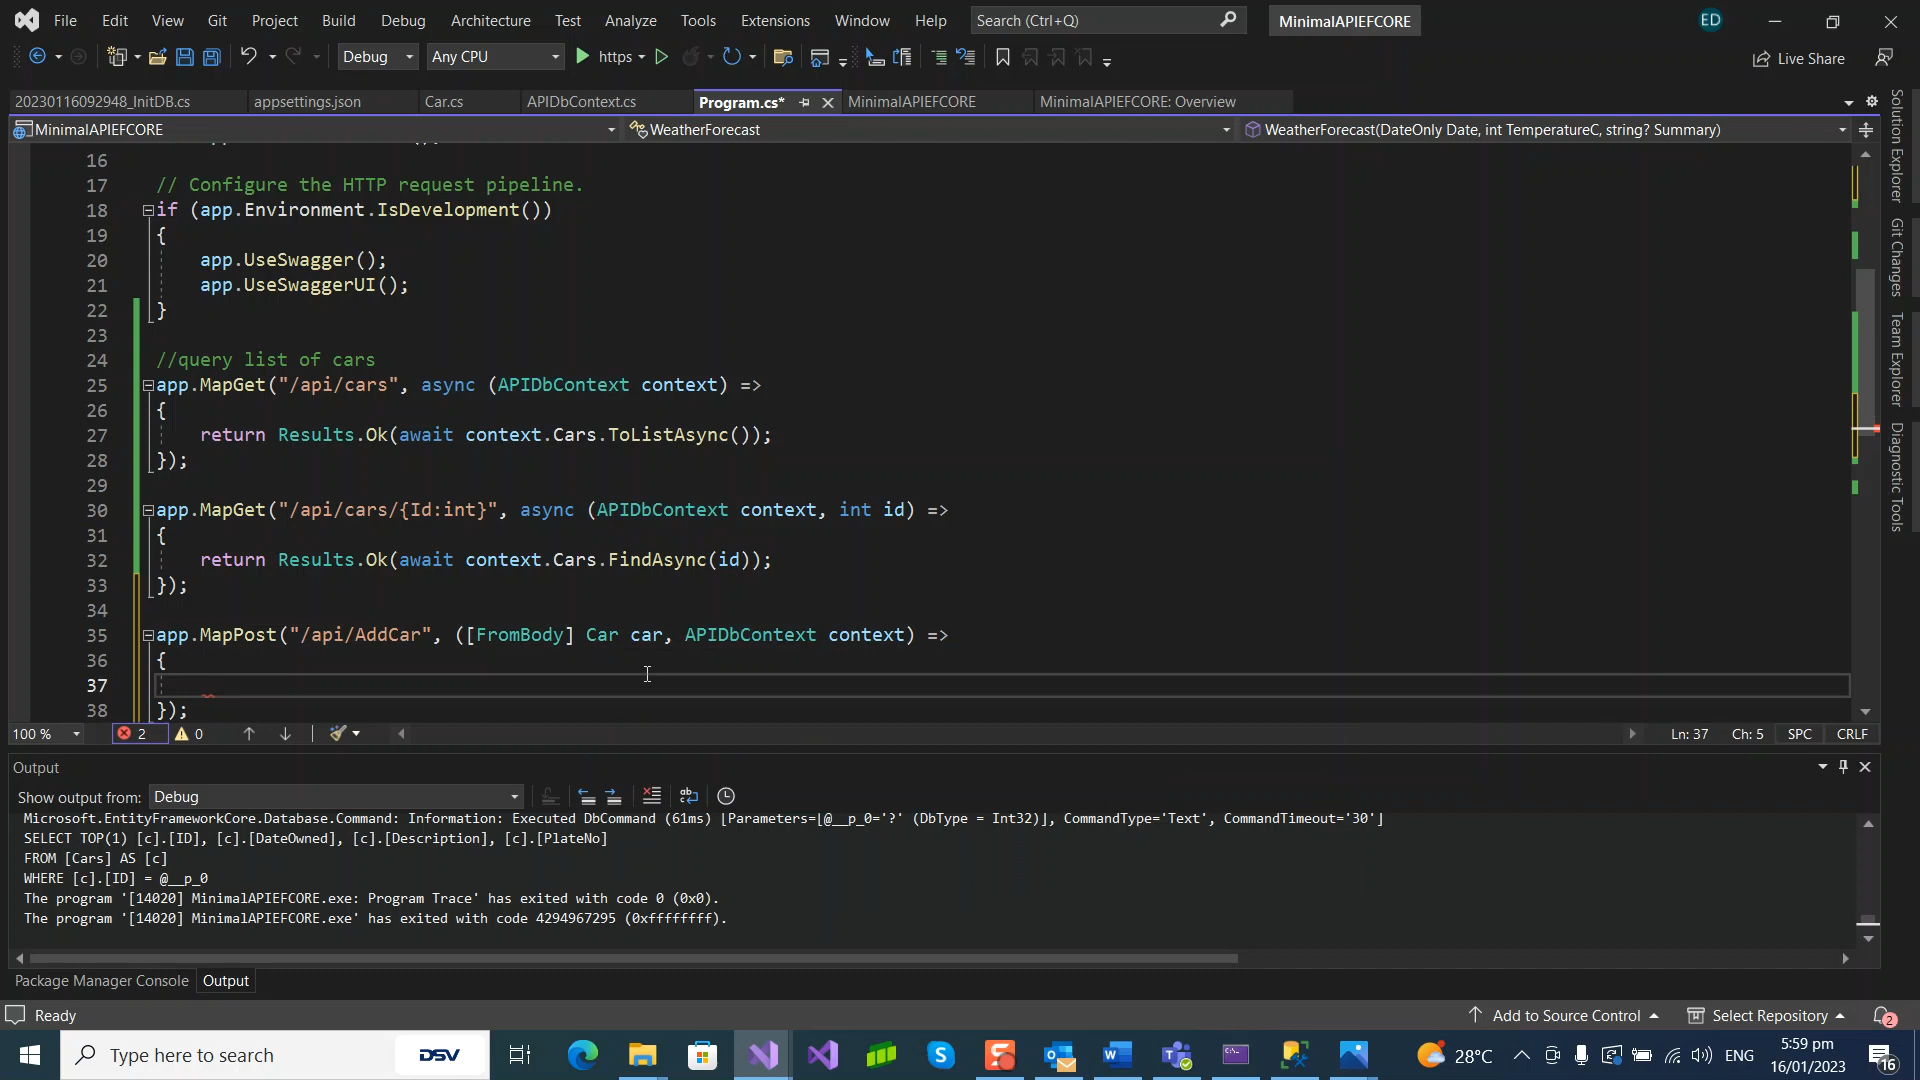 File Edit View Git Project Build Debug Architecture Test Analyze Tools Extensions Window Help Search (Ctrl+Q) MinimalAPIEFCORE ED
Debug Any CPU https Live Share
20230116092948_InitDB.cs appsettings.json Car.cs APIDbContext.cs Program.cs* MinimalAPIEFCORE MinimalAPIEFCORE: Overview
MinimalAPIEFCORE WeatherForecast WeatherForecast(DateOnly Date, int TemperatureC, string? Summary)
16
17 // Configure the HTTP request pipeline.
18 if (app.Environment.IsDevelopment())
19 {
20 app.UseSwagger();
21 app.UseSwaggerUI();
22 }
23
24 //query list of cars
25 app.MapGet("/api/cars", async (APIDbContext context) =>
26 {
27 return Results.Ok(await context.Cars.ToListAsync());
28 });
29
30 app.MapGet("/api/cars/{Id:int}", async (APIDbContext context, int id) =>
31 {
32 return Results.Ok(await context.Cars.FindAsync(id));
33 });
34
35 app.MapPost("/api/AddCar", ([FromBody] Car car, APIDbContext context) =>
36 {
37
38 });
Solution Explorer
Git Changes
Team Explorer
Diagnostic Tools
100 % 2 0 Ln: 37 Ch: 5 SPC CRLF
Output
Show output from: Debug
Microsoft.EntityFrameworkCore.Database.Command: Information: Executed DbCommand (61ms) [Parameters=[@__p_0='?' (DbType = Int32)], CommandType='Text', CommandTimeout='30']
SELECT TOP(1) [c].[ID], [c].[DateOwned], [c].[Description], [c].[PlateNo]
FROM [Cars] AS [c]
WHERE [c].[ID] = @__p_0
The program '[14020] MinimalAPIEFCORE.exe: Program Trace' has exited with code 0 (0x0).
The program '[14020] MinimalAPIEFCORE.exe' has exited with code 4294967295 (0xffffffff).
Package Manager Console Output
Ready Add to Source Control Select Repository 2
Type here to search DSV 28°C ENG 5:59 pm
16/01/2023 16